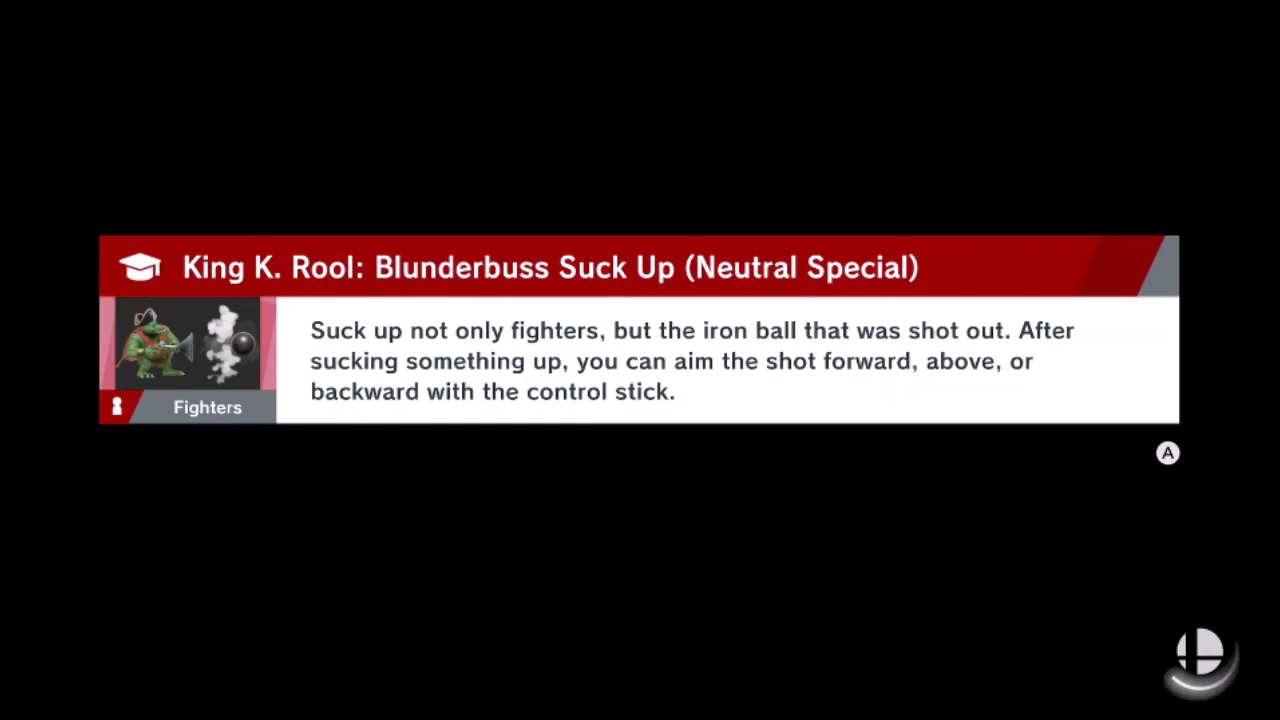 King K. Rool: Blunderbuss Suck Up (Neutral Special)
Suck up not only fighters, but the iron ball that was shot out. After
sucking something up, you can aim the shot forward, above, or
backward with the control stick.
Fighters
A